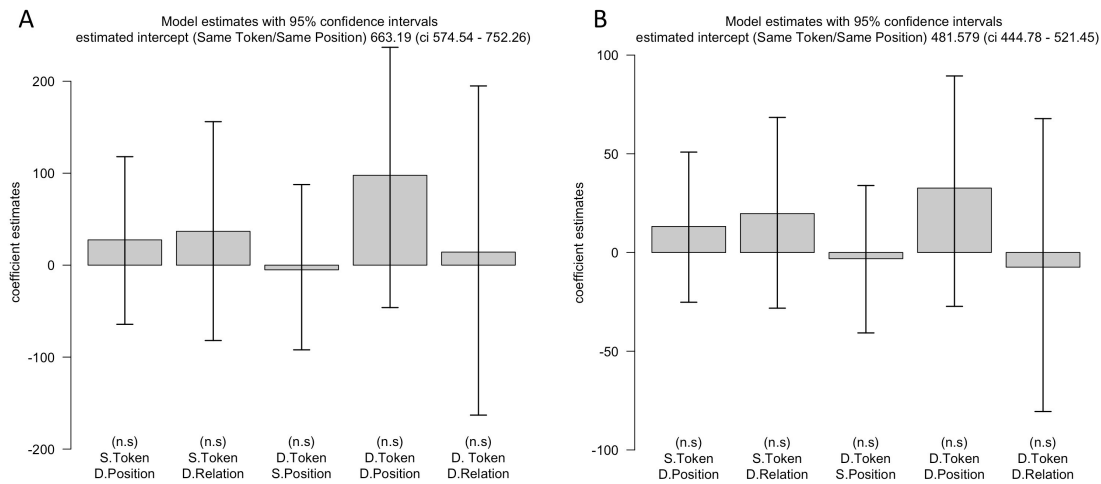 A
Model estimates with 95% confidence intervals
estimated intercept (Same Token/Same Position) 663.19 (ci 574.54 - 752.26)
coefficient estimates
200
100
0
-100
-200
(n.s) (n.s) (n.s) (n.s) (n.s)
S.Token S.Token D.Token D.Token D. Token
D.Position D.Relation S.Position D.Position D.Relation
B
Model estimates with 95% confidence intervals
estimated intercept (Same Token/Same Position) 481.579 (ci 444.78 - 521.45)
coefficient estimates
100
50
0
-50
-100
(n.s) (n.s) (n.s) (n.s) (n.s)
S.Token S.Token D.Token D.Token D.Token
D.Position D.Relation S.Position D.Position D.Relation